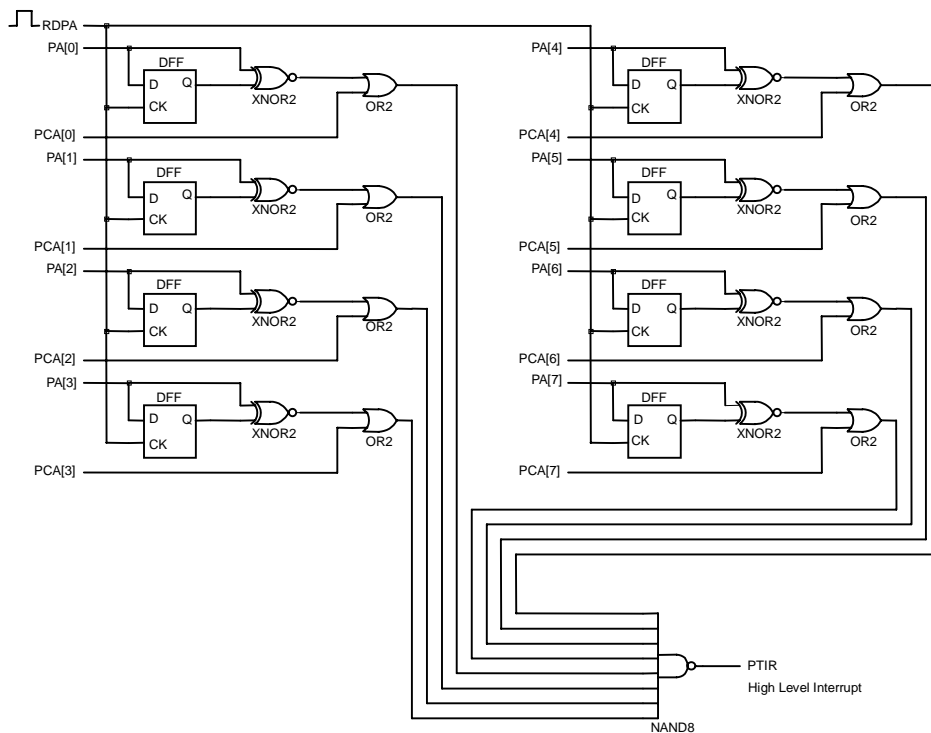 RDPA
PA[0]
DFF
D Q
CK
XNOR2
OR2
PCA[0]
PA[1]
DFF
D Q
CK
XNOR2
OR2
PCA[1]
PA[2]
DFF
D Q
CK
XNOR2
OR2
PCA[2]
PA[3]
DFF
D Q
CK
XNOR2
OR2
PCA[3]
PA[4]
DFF
D Q
CK
XNOR2
OR2
PCA[4]
PA[5]
DFF
D Q
CK
XNOR2
OR2
PCA[5]
PA[6]
DFF
D Q
CK
XNOR2
OR2
PCA[6]
PA[7]
DFF
D Q
CK
XNOR2
OR2
PCA[7]
PTIR
High Level Interrupt
NAND8